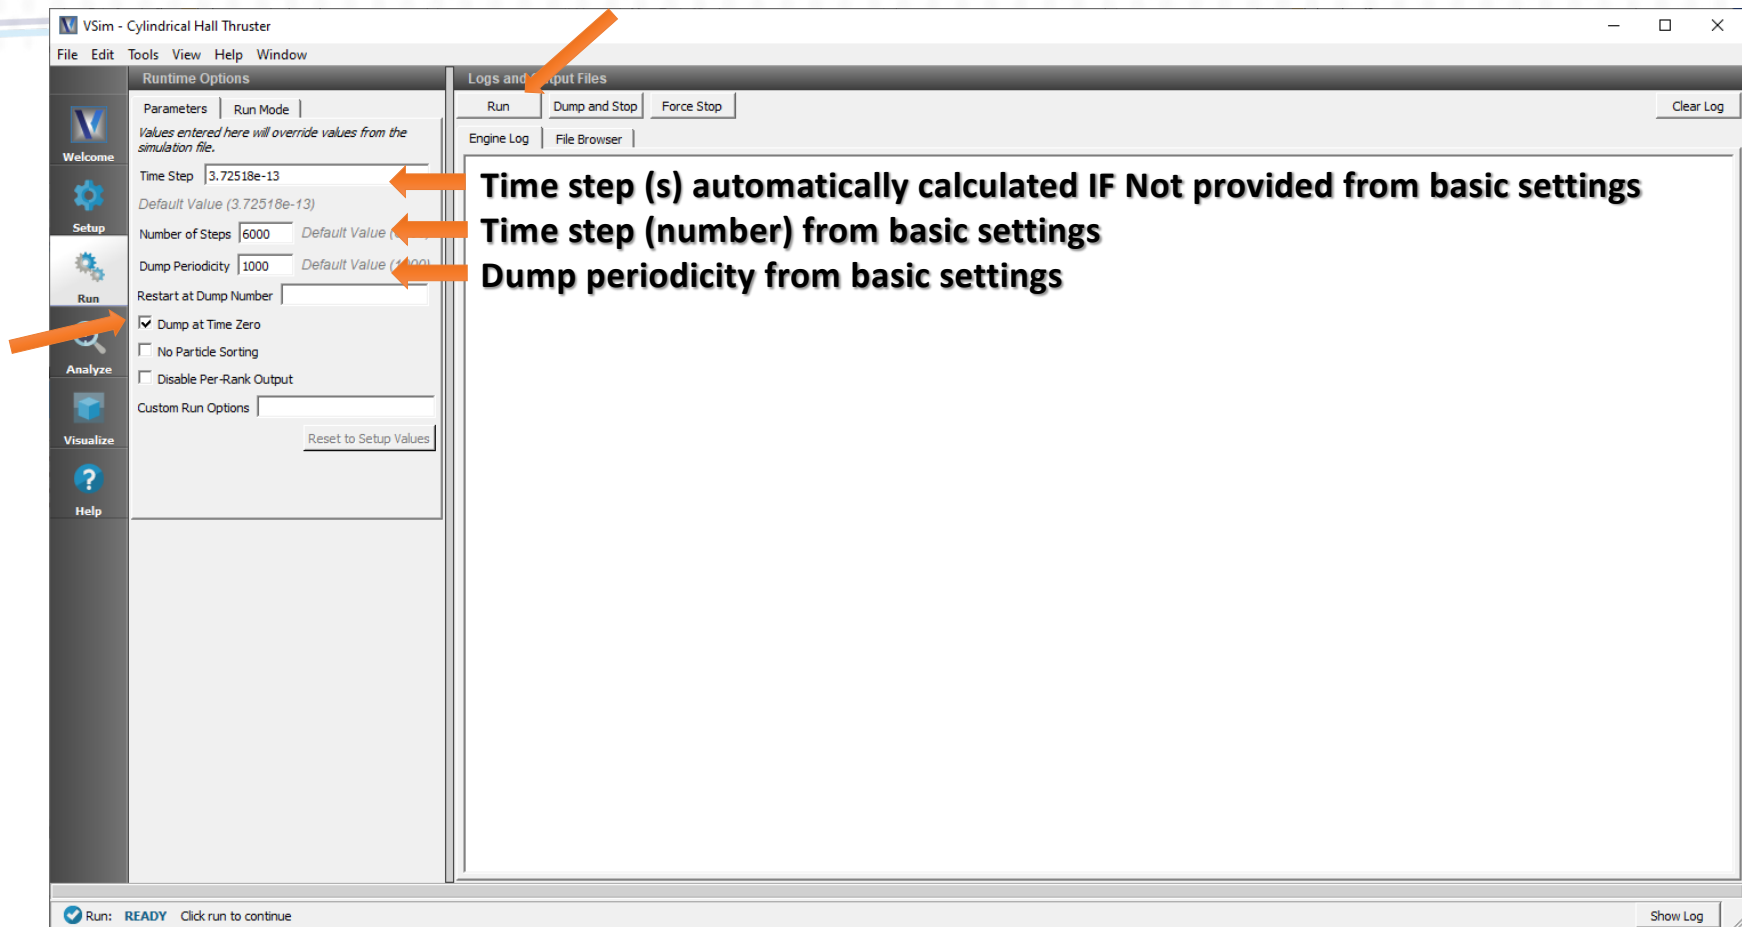 VSim - Cylindrical Hall Thruster
File Edit Tools View Help Window
Runtime Options
Parameters Run Mode
Values entered here will override values from the
simulation file.
Time Step 3.72518e-13
Default Value (3.72518e-13)
Number of Steps 6000 Default Value
Dump Periodicity 1000 Default Value
Restart at Dump Number
Dump at Time Zero
No Particle Sorting
Disable Per-Rank Output
Custom Run Options
Reset to Setup Values
Welcome
Setup
Run
Analyze
Visualize
Help
Logs and Output Files
Run Dump and Stop Force Stop Clear Log
Engine Log File Browser
Time step (s) automatically calculated IF Not provided from basic settings
Time step (number) from basic settings
Dump periodicity from basic settings
Run: READY Click run to continue
Show Log